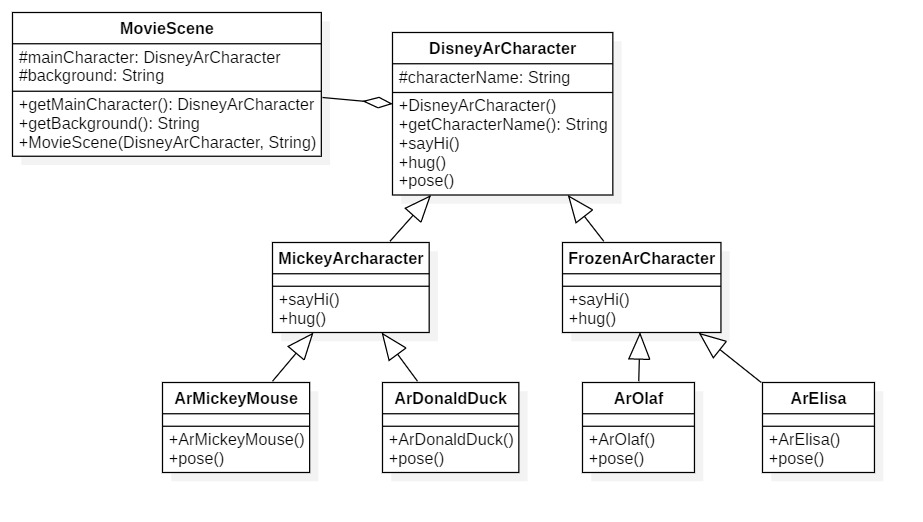 MovieScene
#mainCharacter: DisneyArCharacter
#background: String
+getMainCharacter(): DisneyArCharacter
+getBackground(): String
+MovieScene(DisneyArCharacter, String)
DisneyArCharacter
#characterName: String
+DisneyArCharacter()
+getCharacterName(): String
+sayHi()
+hug()
+pose()
MickeyArcharacter
+sayHi()
+hug()
FrozenArCharacter
+sayHi()
+hug()
ArMickeyMouse
+ArMickeyMouse()
+pose()
ArDonaldDuck
+ArDonaldDuck()
+pose()
ArOlaf
+ArOlaf()
+pose()
ArElisa
+ArElisa()
+pose()